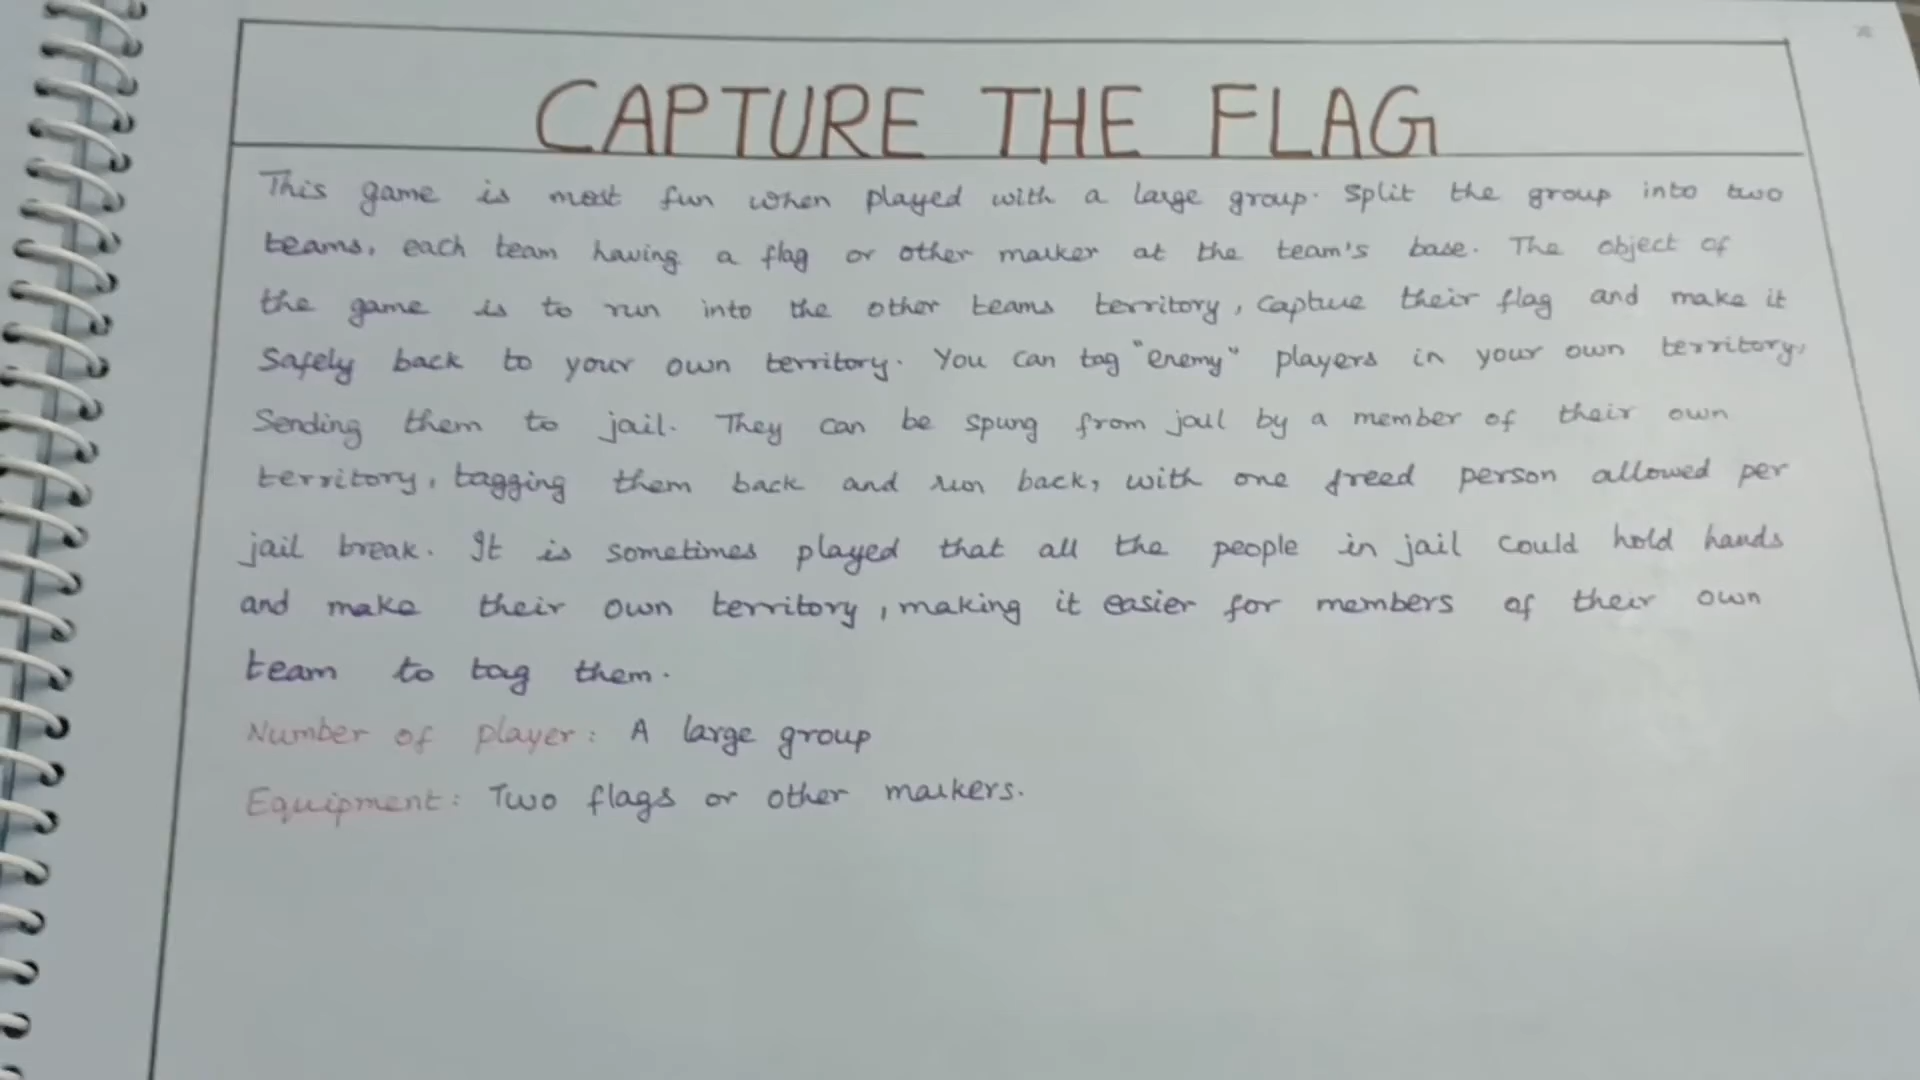 CAPTURE THE FLAG
This game is most fun when played with a large group. Split the group into two
teams, each team having a flag or other marker at the team's base. The object of
the game is to run into the other teams territory, capture their flag and make it
Safely back to your own territory. You can tag "enemy" players in your own territory,
Sending them to jail. They can be spung from jail by a member of their own
territory, tagging them back and run back, with one freed person allowed per
jail break. It is sometimes played that all the people in jail could hold hands
and make their own territory, making it easier for members of their own
team to tag them.
Number of player: A large group
Equipment: Two flags or other markers.